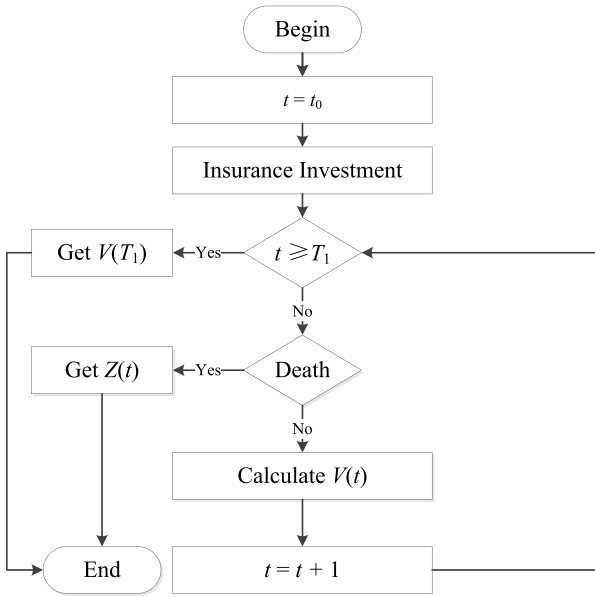 Begin
t = t₀
Insurance Investment
Get V(T₁)
Yes
t ⩾ T₁
No
Get Z(t)
Yes
Death
No
Calculate V(t)
End
t = t + 1